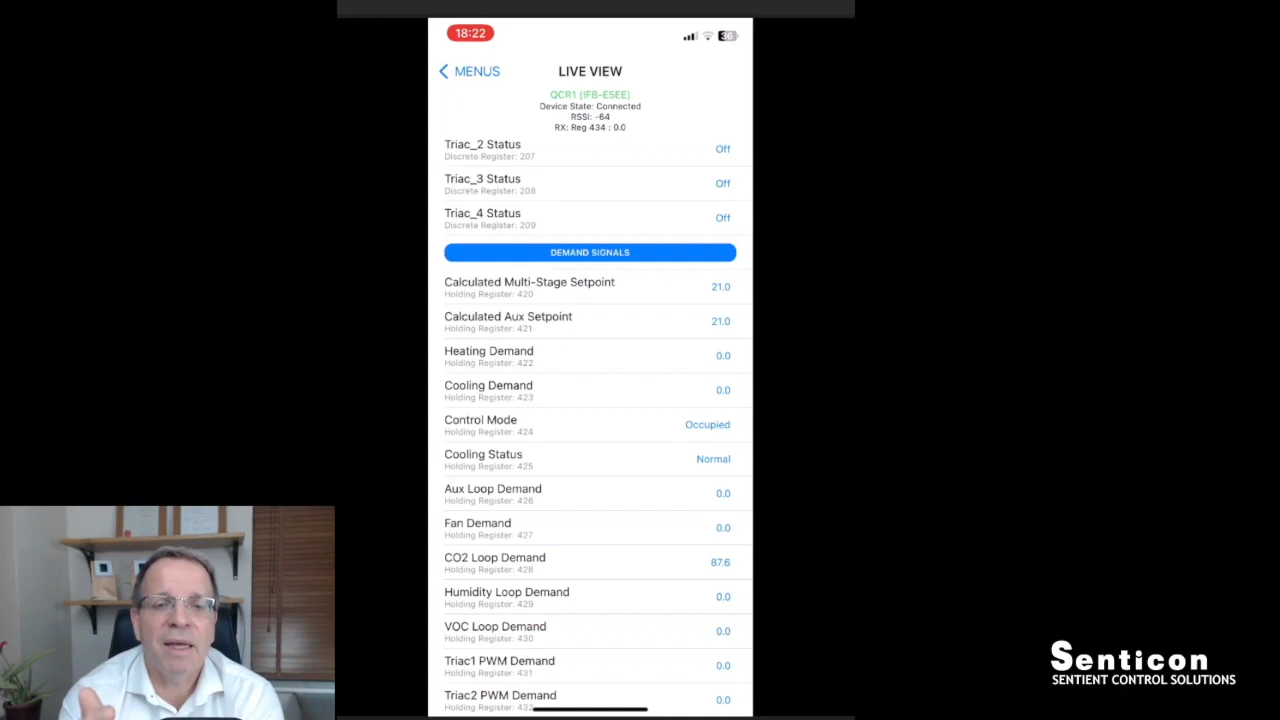 18:22
36
MENUS
LIVE VIEW
QCR1 (IFB-E5EE)
Device State: Connected
RSSI: -64
RX: Reg 434 : 0.0
Triac_2 Status
Off
Discrete Register: 207
Triac_3 Status
Off
Discrete Register: 208
Triac_4 Status
Off
Discrete Register: 209
DEMAND SIGNALS
Calculated Multi-Stage Setpoint
21.0
Holding Register: 420
Calculated Aux Setpoint
21.0
Holding Register: 421
Heating Demand
0.0
Holding Register: 422
Cooling Demand
0.0
Holding Register: 423
Control Mode
Occupied
Holding Register: 424
Cooling Status
Normal
Holding Register: 425
Aux Loop Demand
0.0
Holding Register: 426
Fan Demand
0.0
Holding Register: 427
CO2 Loop Demand
87.6
Holding Register: 428
Humidity Loop Demand
0.0
Holding Register: 429
VOC Loop Demand
0.0
Holding Register: 430
Triac1 PWM Demand
0.0
Holding Register: 431
Triac2 PWM Demand
0.0
Holding Register: 432
Senticon
SENTIENT CONTROL SOLUTIONS